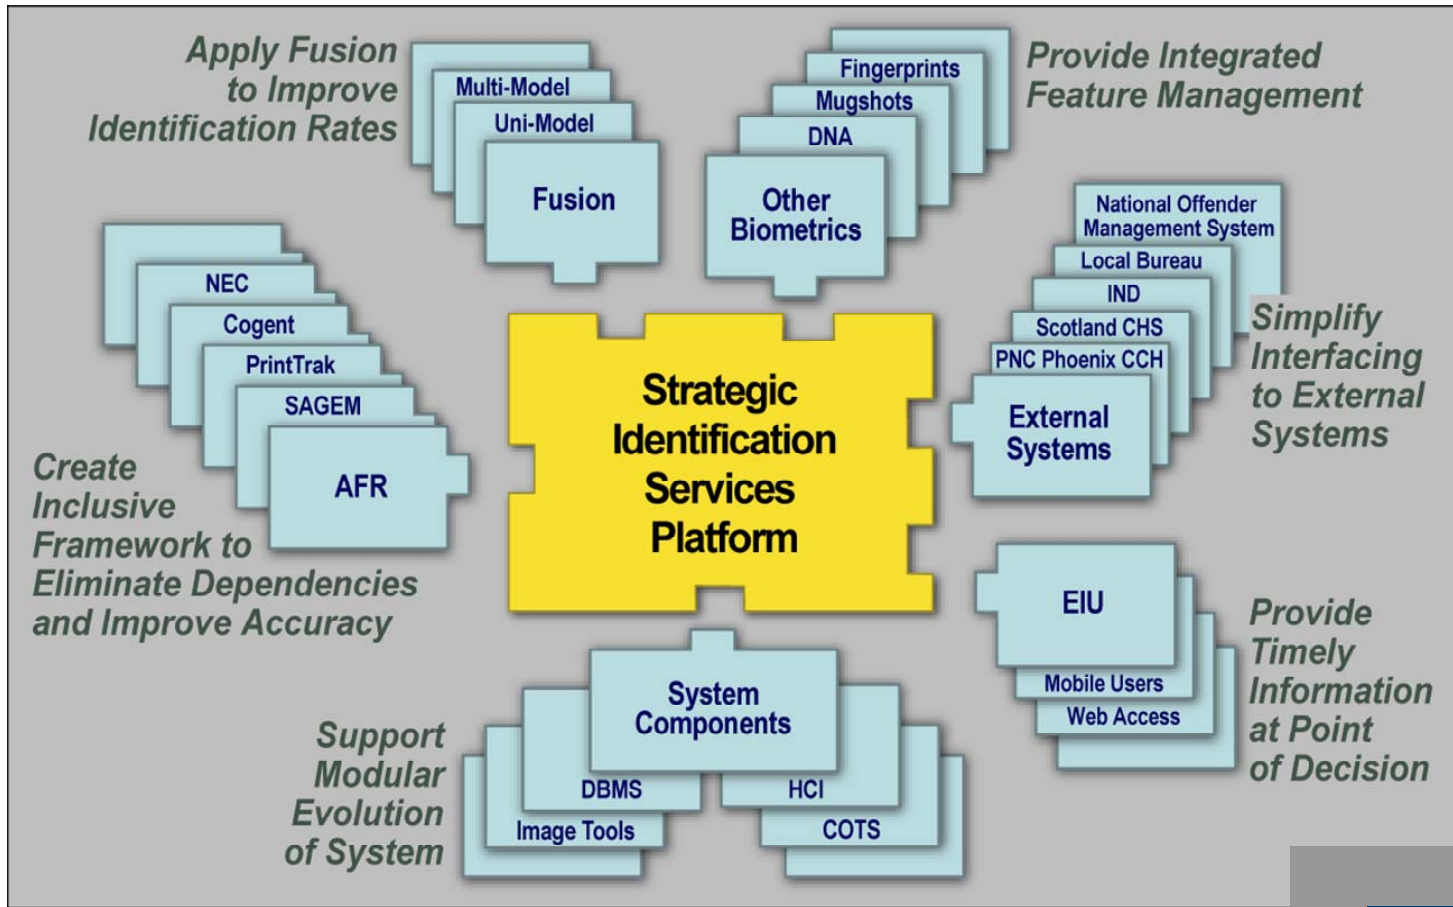 Apply Fusion
to Improve
Identification Rates
Multi-Model
Uni-Model
Fusion
Fingerprints
Mugshots
DNA
Other
Biometrics
Provide Integrated
Feature Management
National Offender
Management System
Local Bureau
IND
Scotland CHS
PNC Phoenix CCH
External
Systems
Simplify
Interfacing
to External
Systems
NEC
Cogent
PrintTrak
SAGEM
AFR
Create
Inclusive
Framework to
Eliminate Dependencies
and Improve Accuracy
Strategic
Identification
Services
Platform
EIU
Mobile Users
Web Access
Provide
Timely
Information
at Point
of Decision
System
Components
DBMS
HCI
Image Tools
COTS
Support
Modular
Evolution
of System